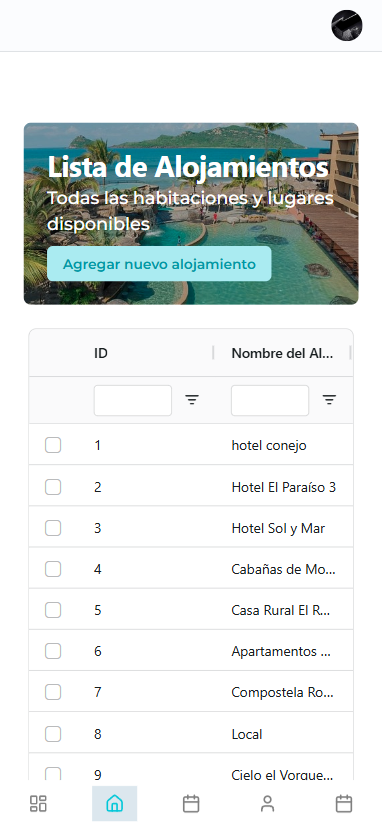 Lista de Alojamientos
Todas las habitaciones y lugares
disponibles
Agregar nuevo alojamiento
ID Nombre del Al...
1 hotel conejo
2 Hotel El Paraíso 3
3 Hotel Sol y Mar
4 Cabañas de Mo...
5 Casa Rural El R...
6 Apartamentos ...
7 Compostela Ro...
8 Local
9 Cielo el Vorque...